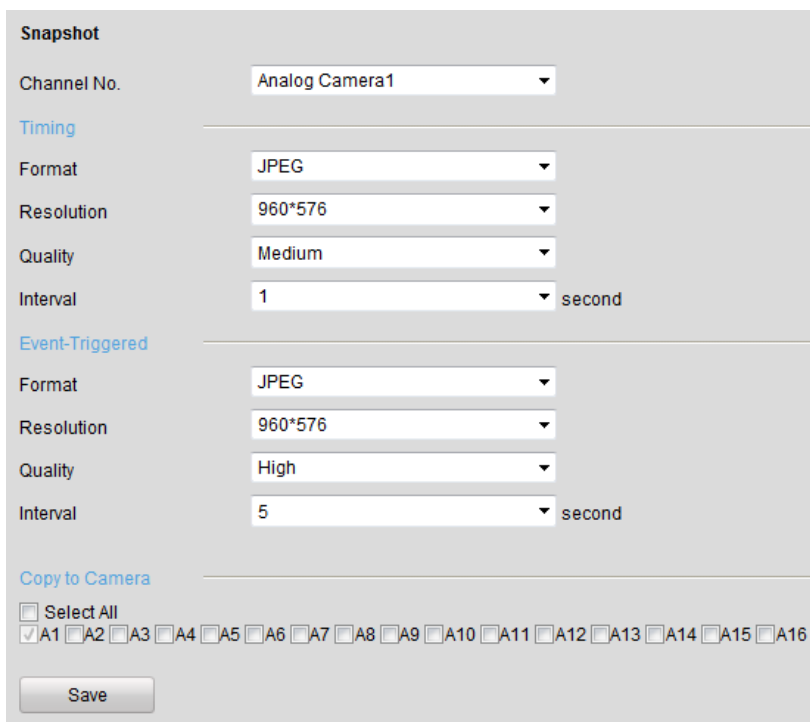 Snapshot
Channel No. Analog Camera1
Timing
Format JPEG
Resolution 960*576
Quality Medium
Interval 1 second
Event-Triggered
Format JPEG
Resolution 960*576
Quality High
Interval 5 second
Copy to Camera
Select All
A1 A2 A3 A4 A5 A6 A7 A8 A9 A10 A11 A12 A13 A14 A15 A16
Save